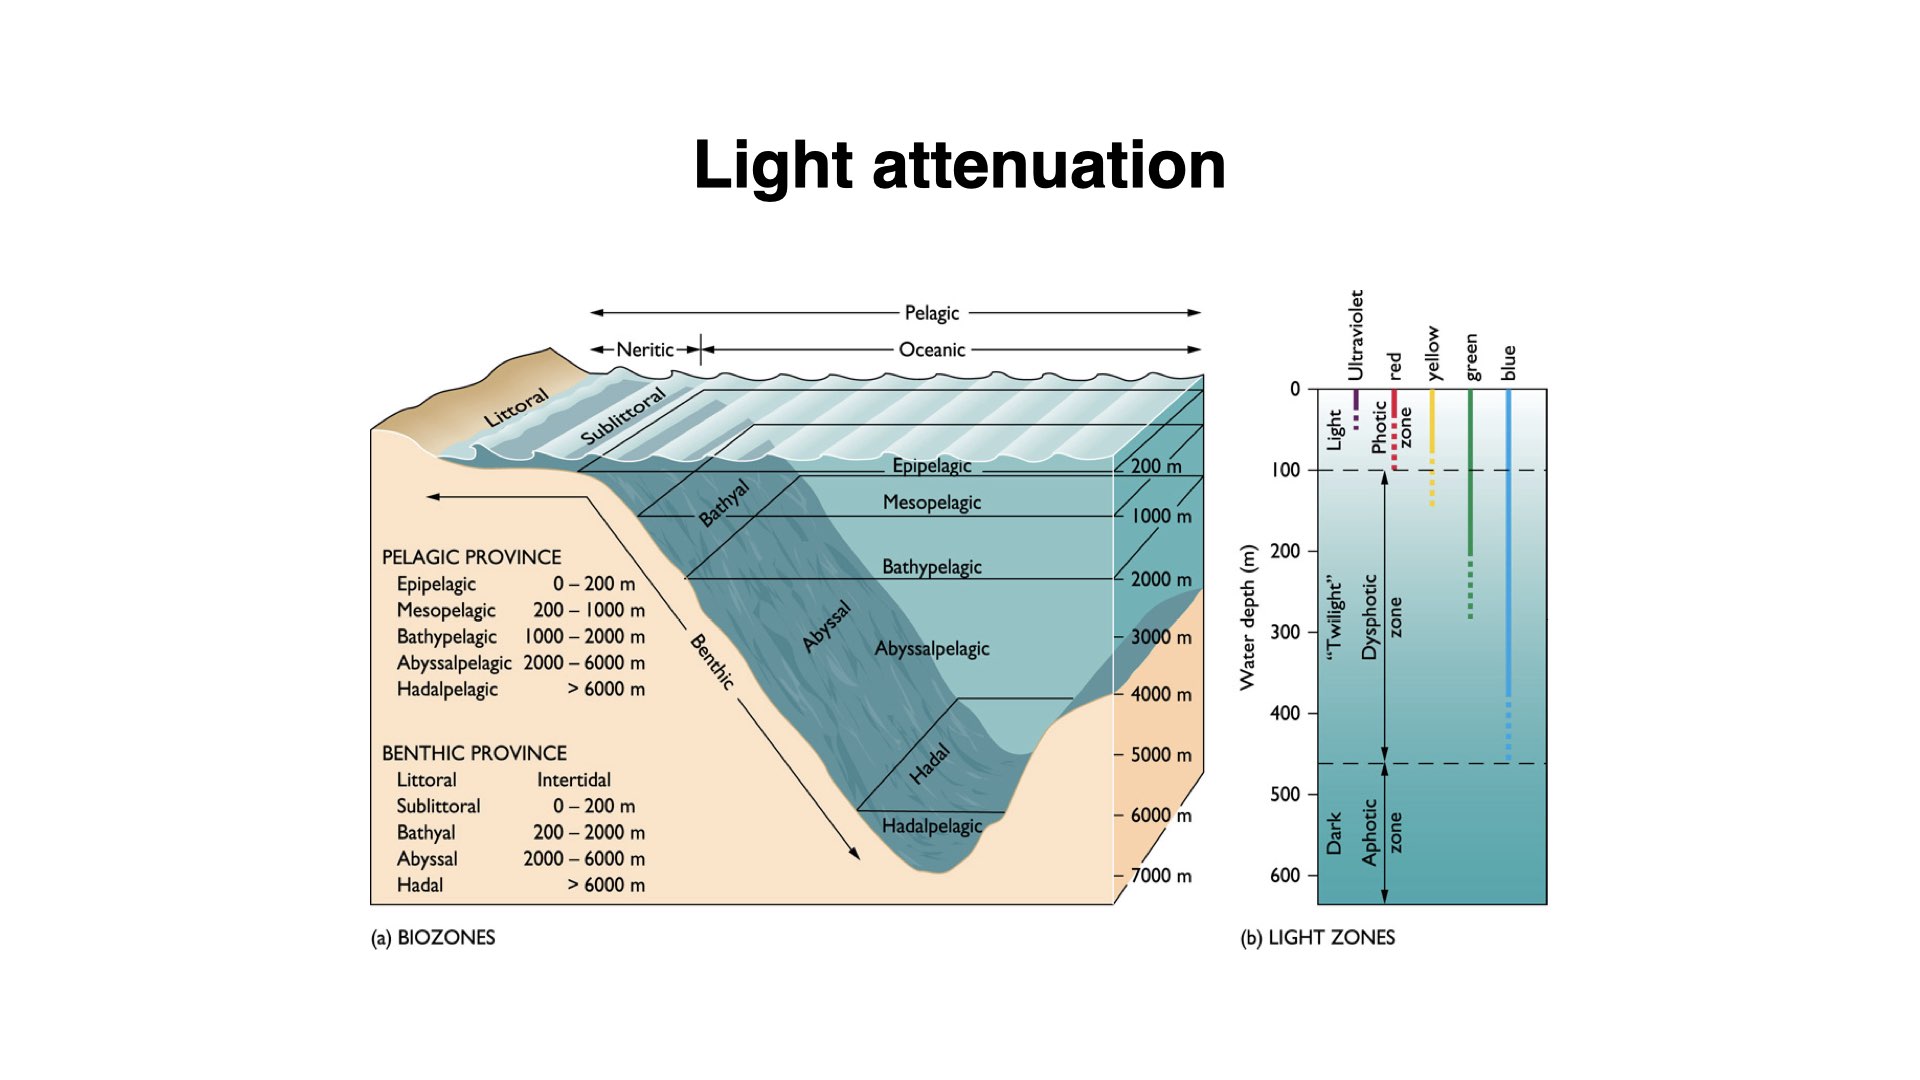 Light attenuation
Pelagic
Neritic
Oceanic
Littoral
Sublittoral
Epipelagic
200 m
Mesopelagic
1000 m
Bathyal
Bathypelagic
2000 m
Abyssal
3000 m
Abyssalpelagic
4000 m
Hadal
5000 m
6000 m
Hadalpelagic
7000 m
Benthic
PELAGIC PROVINCE
Epipelagic 0 – 200 m
Mesopelagic 200 – 1000 m
Bathypelagic 1000 – 2000 m
Abyssalpelagic 2000 – 6000 m
Hadalpelagic > 6000 m
BENTHIC PROVINCE
Littoral Intertidal
Sublittoral 0 – 200 m
Bathyal 200 – 2000 m
Abyssal 2000 – 6000 m
Hadal > 6000 m
(a) BIOZONES
Ultraviolet
red
yellow
green
blue
Water depth (m)
0
100
200
300
400
500
600
Light
Photic
zone
“Twilight”
Dysphotic
zone
Dark
Aphotic
zone
(b) LIGHT ZONES